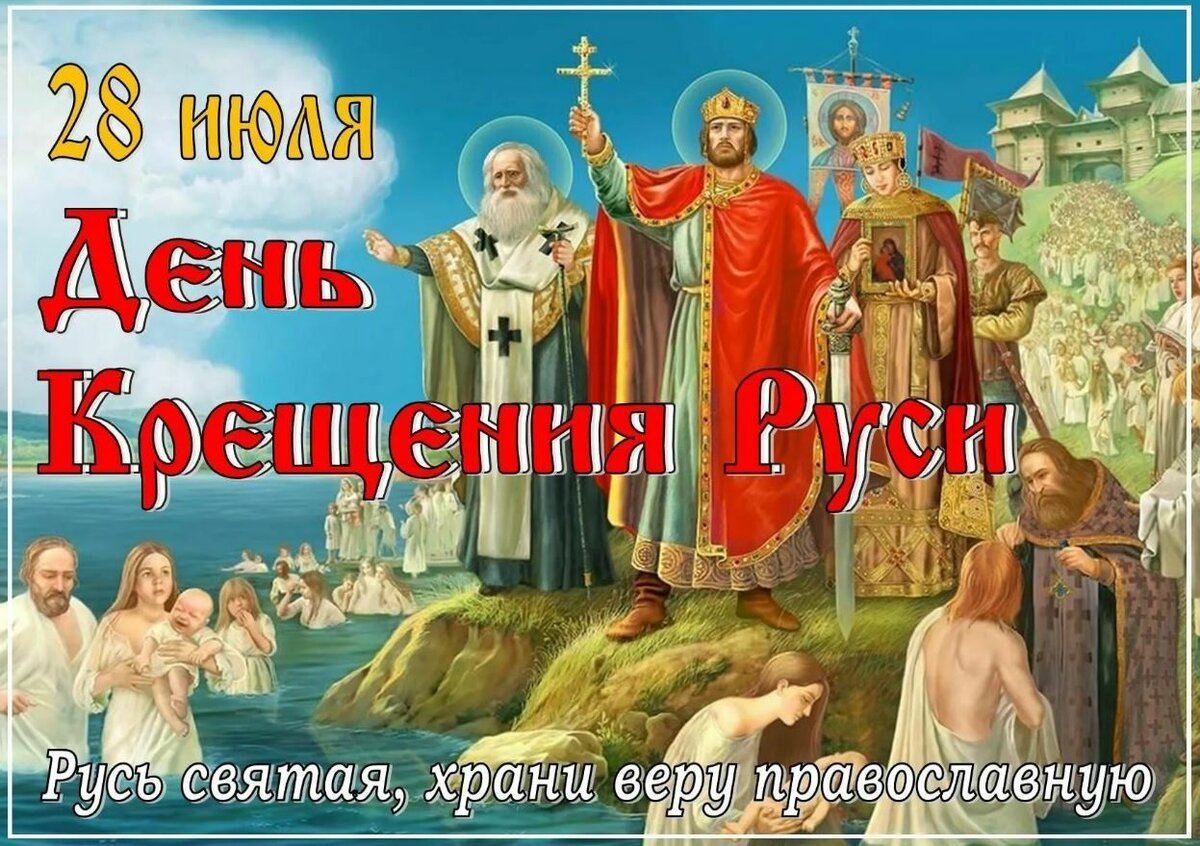 28 июля
День
Крещения Руси
Русь святая, храни веру православную